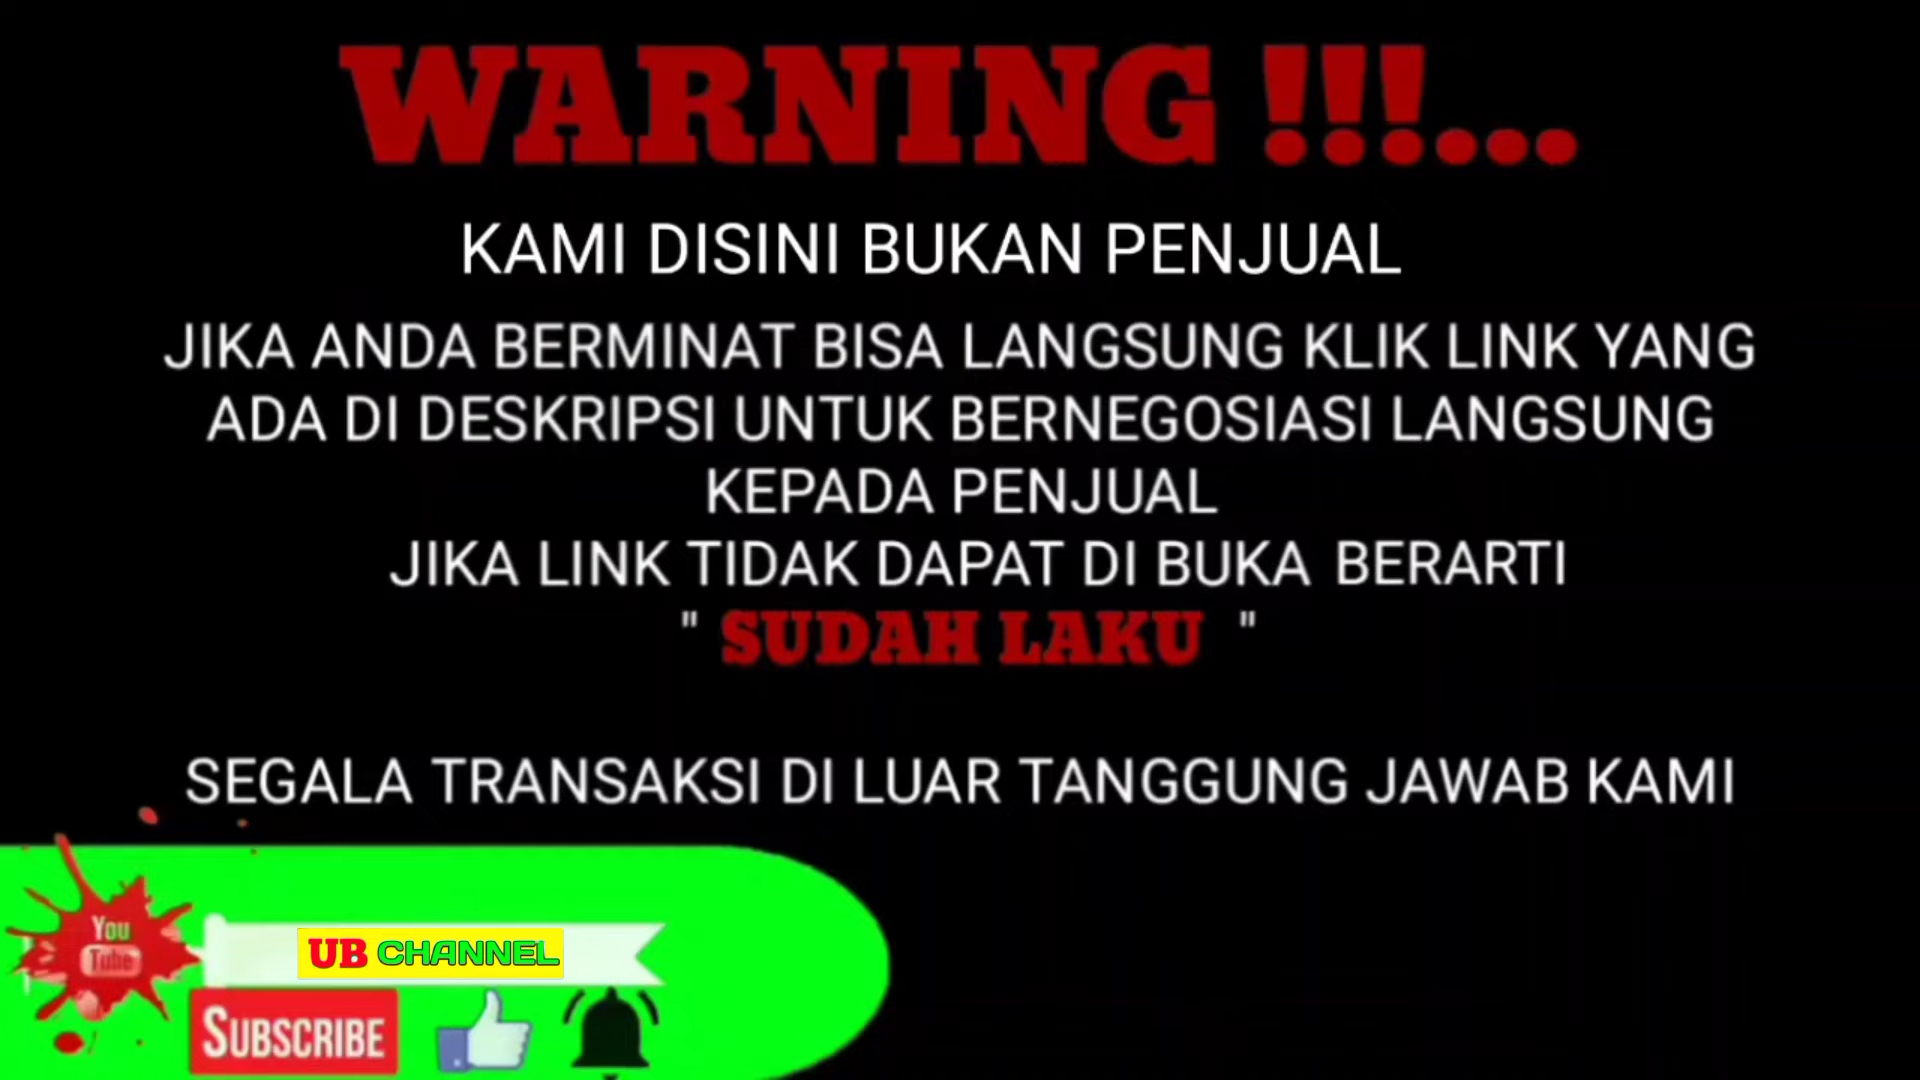 WARNING !!!...
KAMI DISINI BUKAN PENJUAL
JIKA ANDA BERMINAT BISA LANGSUNG KLIK LINK YANG
ADA DI DESKRIPSI UNTUK BERNEGOSIASI LANGSUNG
KEPADA PENJUAL
JIKA LINK TIDAK DAPAT DI BUKA BERARTI
" SUDAH LAKU "
SEGALA TRANSAKSI DI LUAR TANGGUNG JAWAB KAMI
You
Tube
UB CHANNEL
SUBSCRIBE